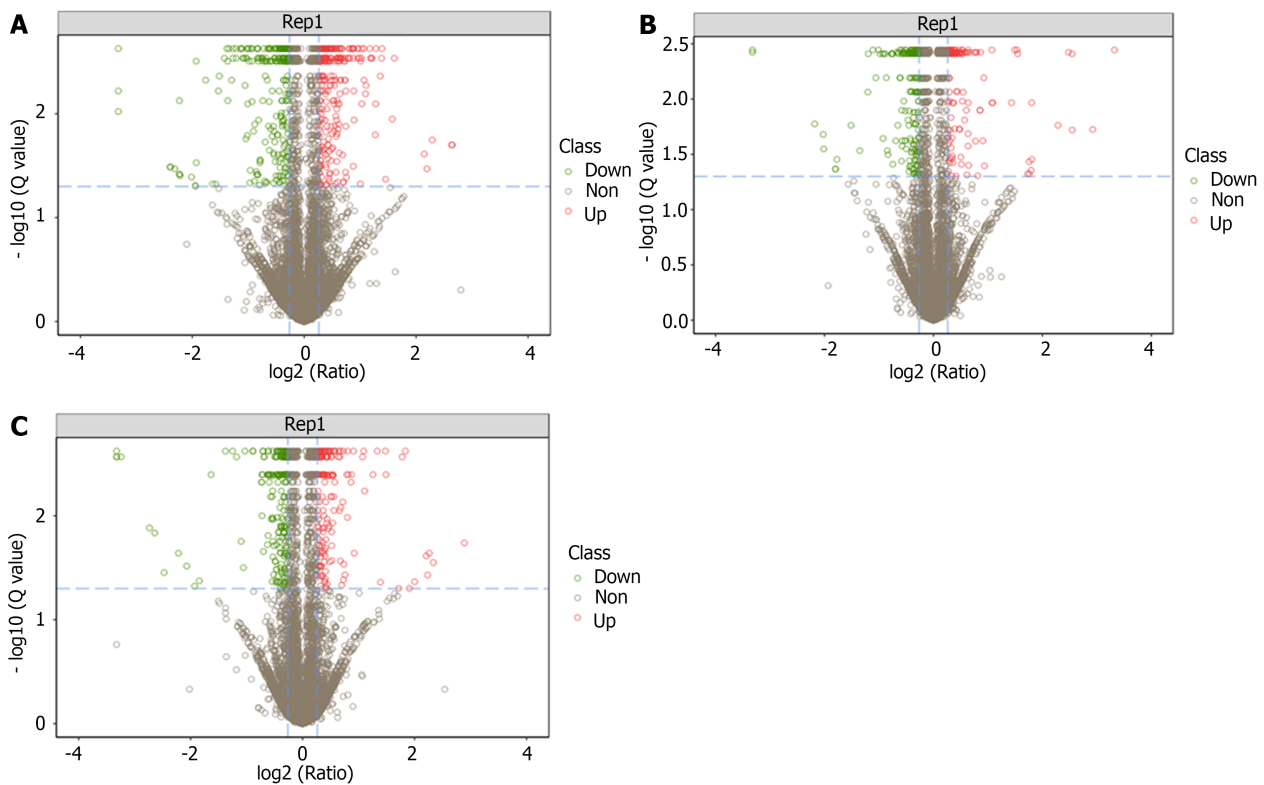 A
Rep1
- log10 (Q value)
2
1
0
-4
-2
0
2
4
log2 (Ratio)
Class
Down
Non
Up
B
Rep1
- log10 (Q value)
2.5
2.0
1.5
1.0
0.5
0.0
-4
-2
0
2
4
log2 (Ratio)
Class
Down
Non
Up
C
Rep1
- log10 (Q value)
2
1
0
-4
-2
0
2
4
log2 (Ratio)
Class
Down
Non
Up